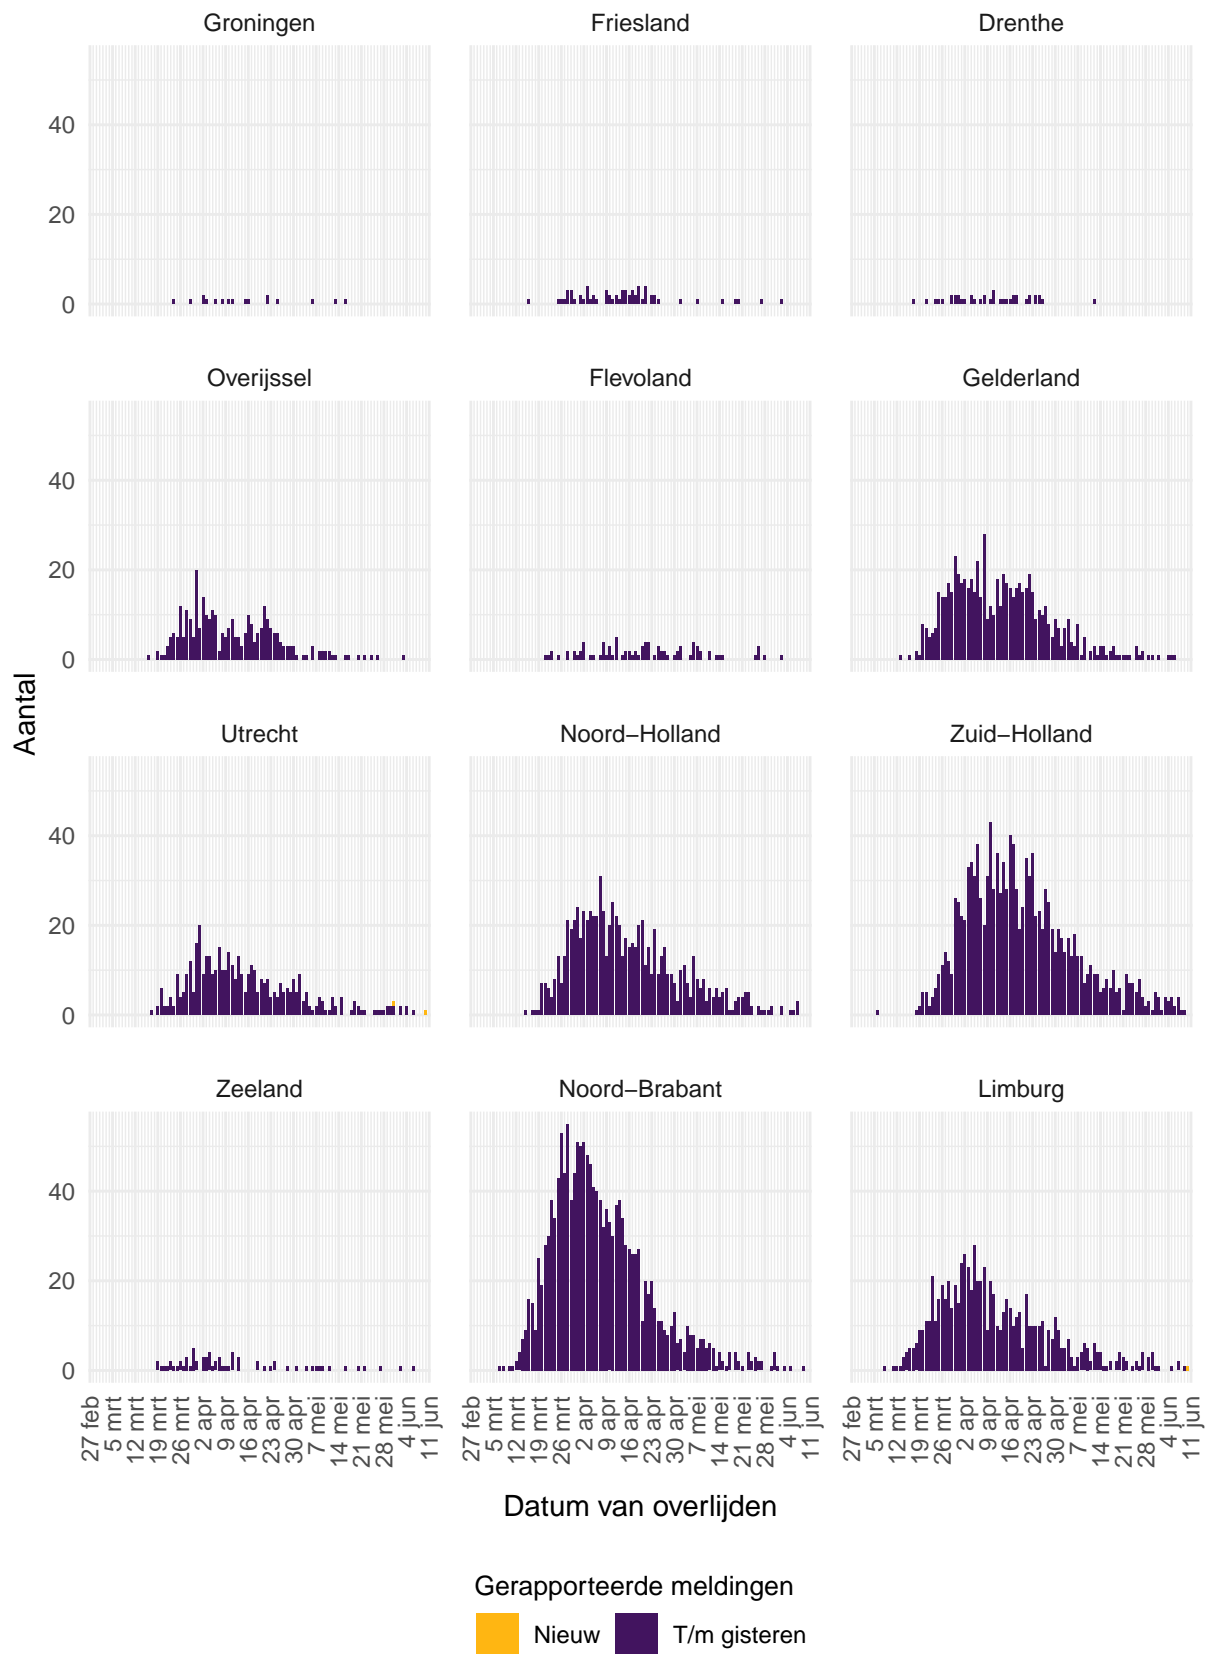 Groningen Friesland Drenthe
40
20
0
Overijssel Flevoland Gelderland
40
20
0
Aantal
Utrecht Noord−Holland Zuid−Holland
40
20
0
Zeeland Noord−Brabant Limburg
40
20
0
27 feb 5 mrt 12 mrt 19 mrt 26 mrt 2 apr 9 apr 16 apr 23 apr 30 apr 7 mei 14 mei 21 mei 28 mei 4 jun 11 jun
27 feb 5 mrt 12 mrt 19 mrt 26 mrt 2 apr 9 apr 16 apr 23 apr 30 apr 7 mei 14 mei 21 mei 28 mei 4 jun 11 jun
27 feb 5 mrt 12 mrt 19 mrt 26 mrt 2 apr 9 apr 16 apr 23 apr 30 apr 7 mei 14 mei 21 mei 28 mei 4 jun 11 jun
Datum van overlijden
Gerapporteerde meldingen
Nieuw T/m gisteren